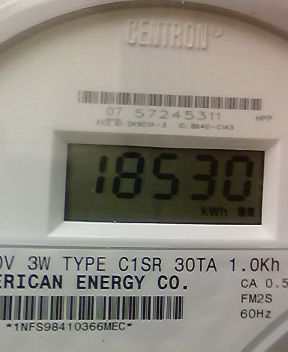 CENTRON®
07 57245311 HPP
18530
kWh
0V 3W TYPE C1SR 30TA 1.0Kh
ERICAN ENERGY CO. CA 0.5
FM2S
60Hz
*1NFS98410366MEC*